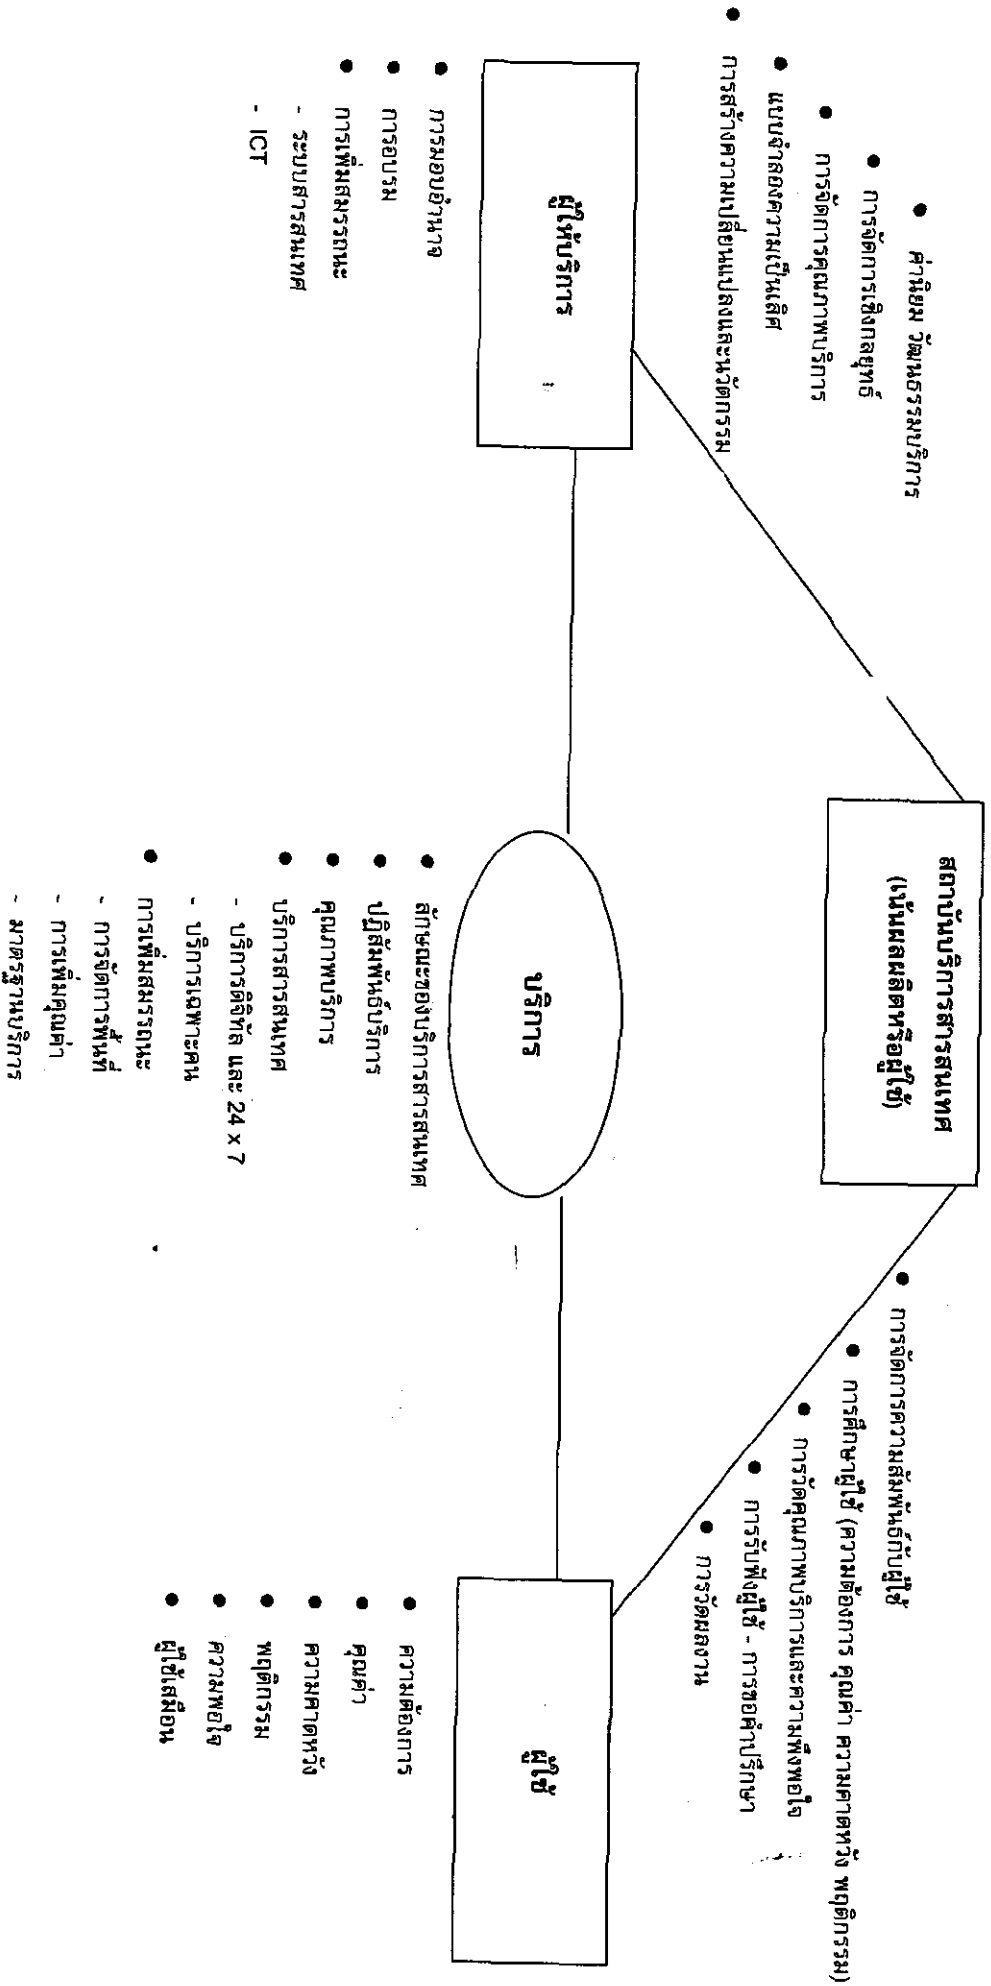 สถาบันบริการสารสนเทศ
(เน้นผลผลิตหรือผู้ใช้)
● ค่านิยม วัฒนธรรมบริการ
● การจัดการเชิงกลยุทธ์
● การจัดการคุณภาพบริการ
● แบบจำลองความเป็นเลิศ
● การสร้างความเปลี่ยนแปลงและนวัตกรรม
● การจัดการความสัมพันธ์กับผู้ใช้
● การศึกษาผู้ใช้ (ความต้องการ คุณค่า ความคาดหวัง พฤติกรรม)
● การวัดคุณภาพบริการและความพึงพอใจ
● การรับฟังผู้ใช้ - การขอคำปรึกษา
● การวัดผลงาน
ผู้ให้บริการ
● การมอบอำนาจ
● การอบรม
● การเพิ่มสมรรถนะ
- ระบบสารสนเทศ
- ICT
บริการ
● ลักษณะของบริการสารสนเทศ
● ปฏิสัมพันธ์บริการ
● คุณภาพบริการ
● บริการสารสนเทศ
- บริการดิจิทัล และ 24 x 7
- บริการเฉพาะคน
● การเพิ่มสมรรถนะ
- การจัดการพื้นที่
- การเพิ่มคุณค่า
- มาตรฐานบริการ
ผู้ใช้
● ความต้องการ
● คุณค่า
● ความคาดหวัง
● พฤติกรรม
● ความพอใจ
● ผู้ใช้เสมือน